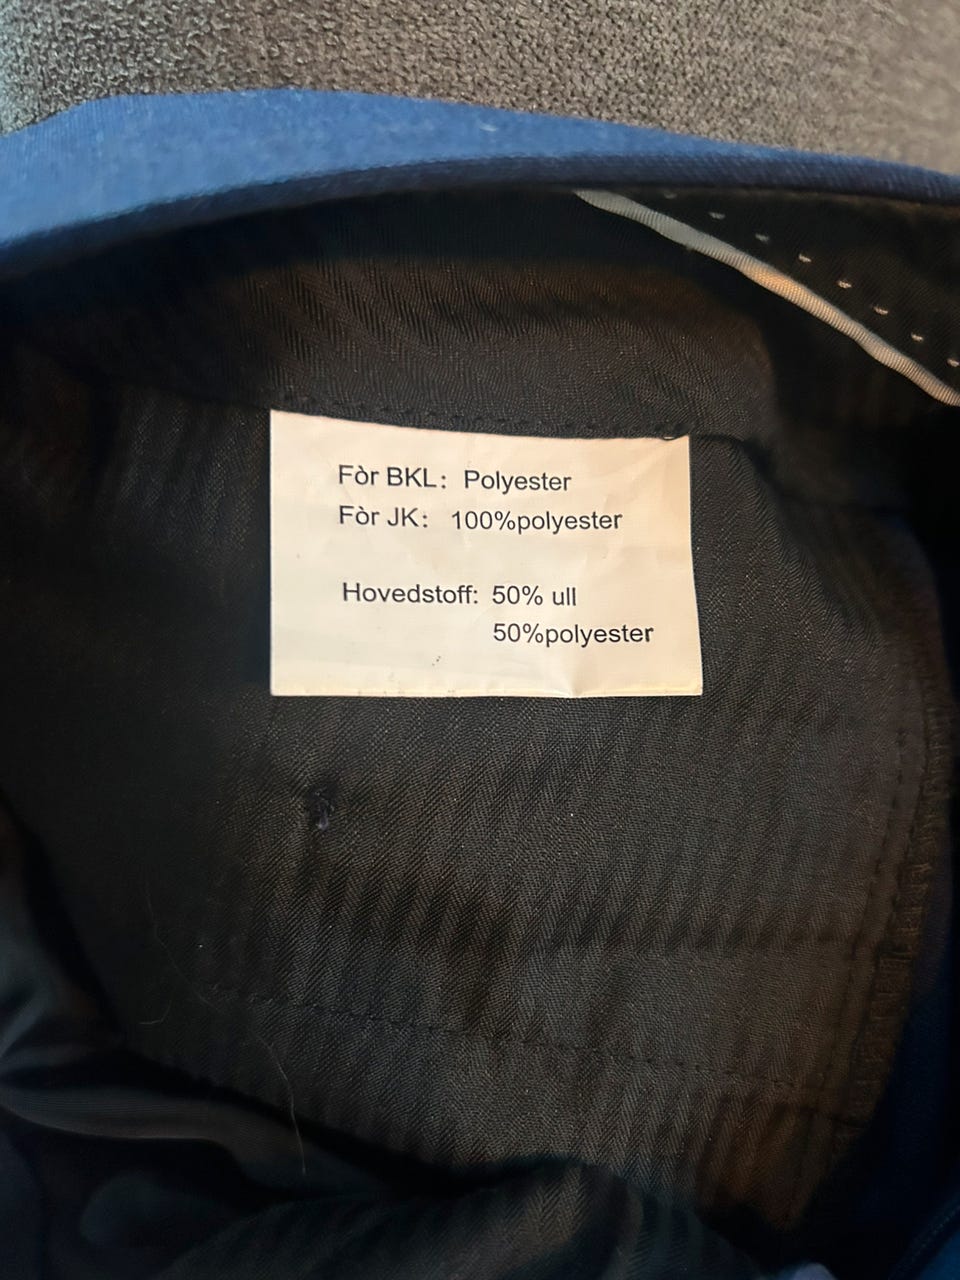 Fòr BKL: Polyester
Fòr JK: 100%polyester
Hovedstoff: 50% ull
50%polyester